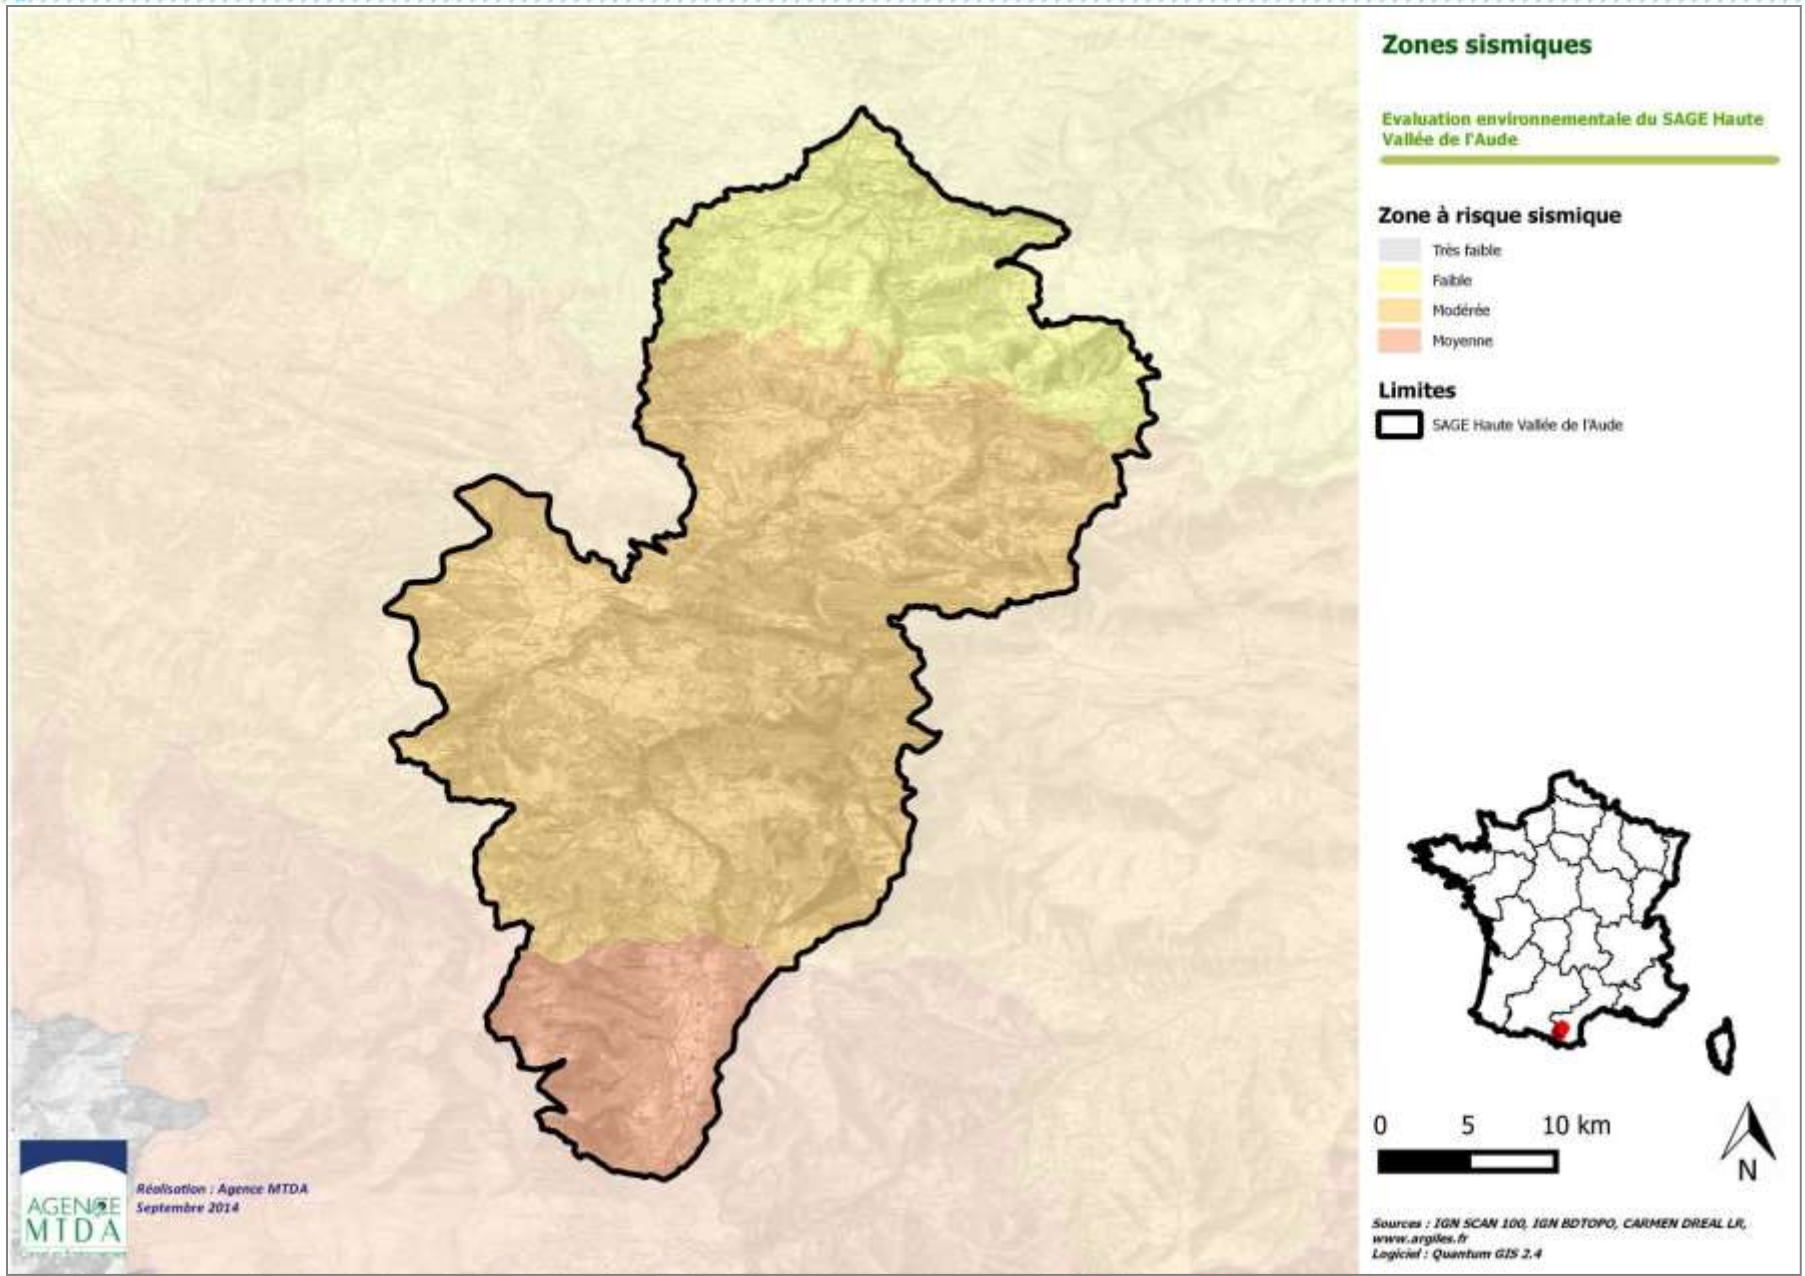 Zones sismiques
Evaluation environnementale du SAGE Haute
Vallée de l'Aude
Zone à risque sismique
Très faible
Faible
Modérée
Moyenne
Limites
SAGE Haute Vallée de l'Aude
0 5 10 km
N
AGENCE
MTDA
Réalisation : Agence MTDA
Septembre 2014
Sources : IGN SCAN 100, IGN BDTOPO, CARMEN DREAL LR,
www.argiles.fr
Logiciel : Quantum GIS 2.4